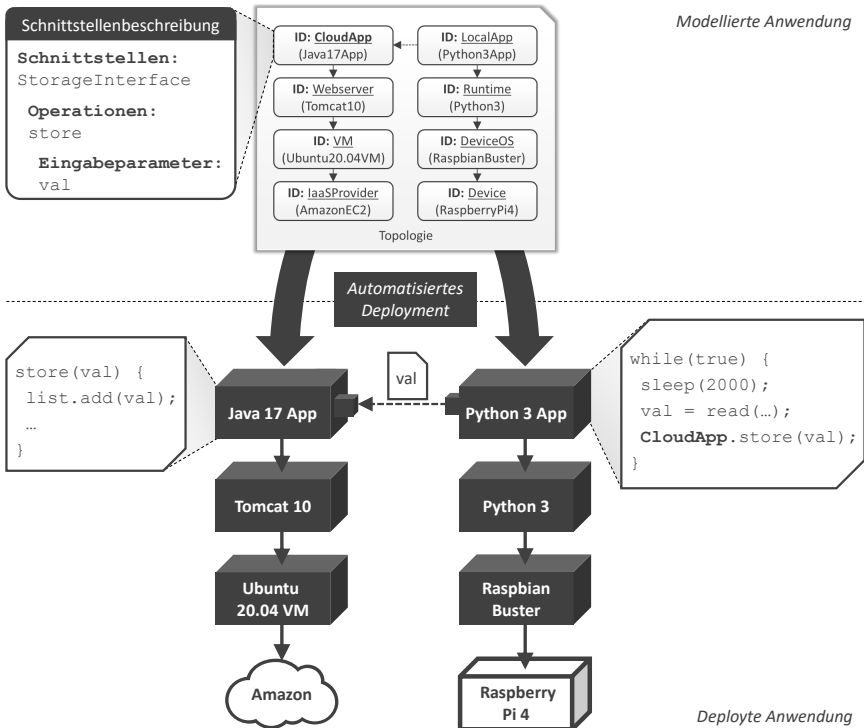 Schnittstellenbeschreibung
Schnittstellen:
StorageInterface
Operationen:
store
Eingabeparameter:
val
ID: CloudApp
(Java17App)
ID: LocalApp
(Python3App)
ID: Webserver
(Tomcat10)
ID: Runtime
(Python3)
ID: VM
(Ubuntu20.04VM)
ID: DeviceOS
(RaspbianBuster)
ID: IaaSProvider
(AmazonEC2)
ID: Device
(RaspberryPi4)
Topologie
Modellierte Anwendung
Automatisiertes
Deployment
store(val) {
list.add(val);
…
}
val
while(true) {
sleep(2000);
val = read(…);
CloudApp.store(val);
}
Java 17 App
Python 3 App
Tomcat 10
Python 3
Ubuntu
20.04 VM
Raspbian
Buster
Amazon
Raspberry
Pi 4
Deployte Anwendung